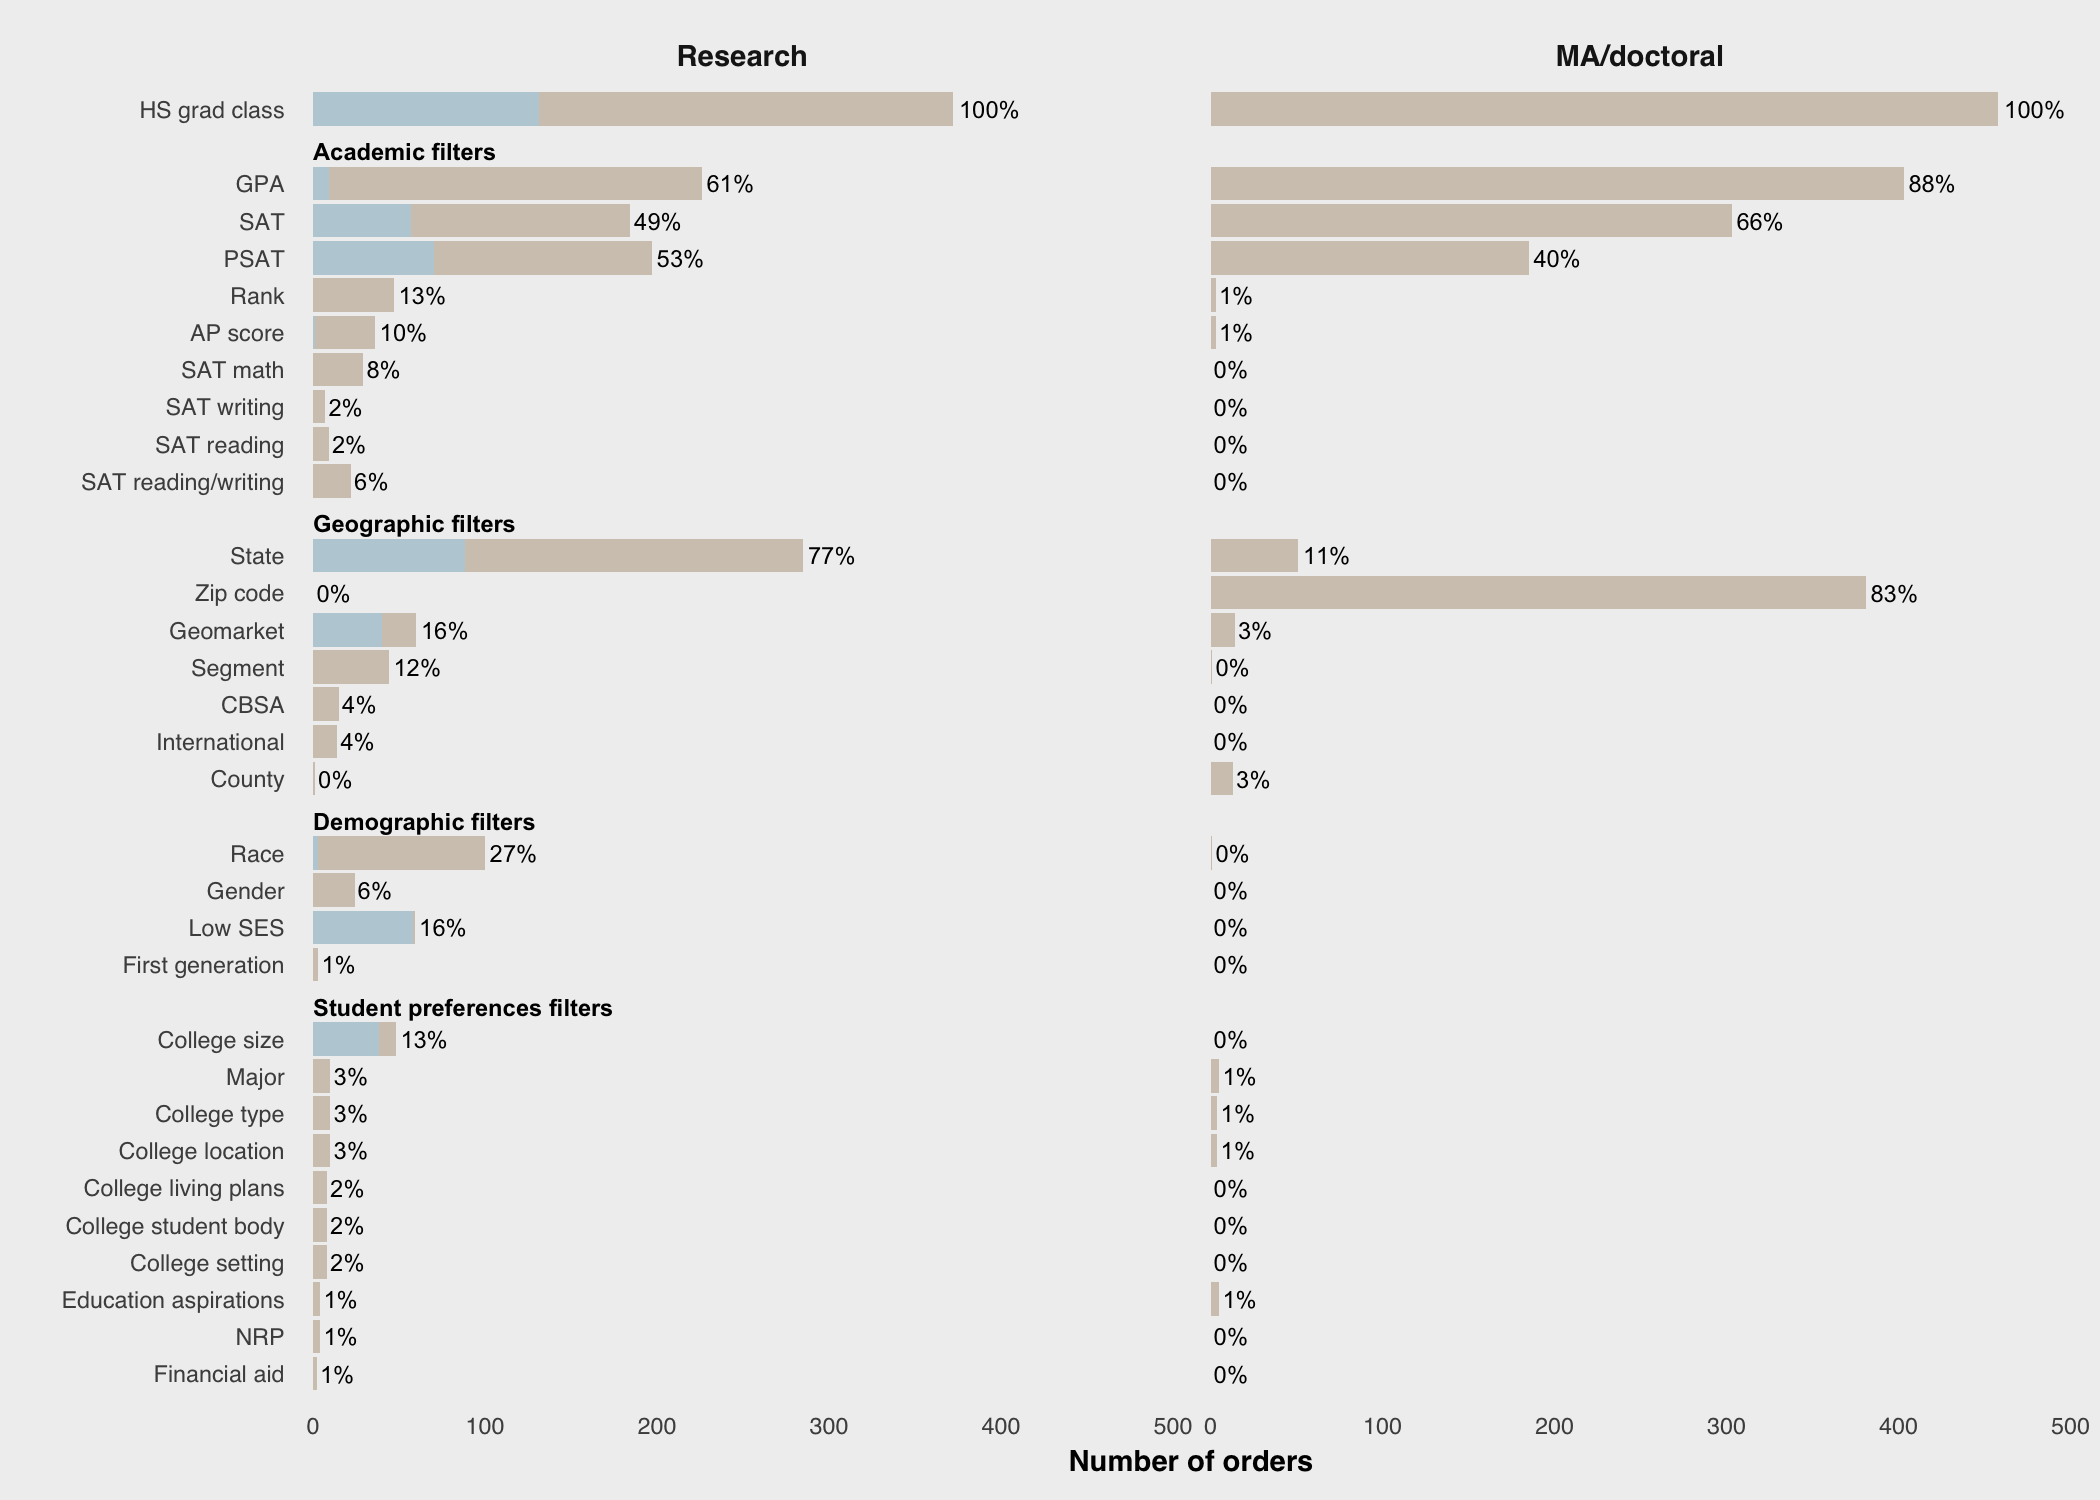 Research MA/doctoral
HS grad class 100% 100%
Academic filters
GPA 61% 88%
SAT 49% 66%
PSAT 53% 40%
Rank 13% 1%
AP score 10% 1%
SAT math 8% 0%
SAT writing 2% 0%
SAT reading 2% 0%
SAT reading/writing 6% 0%
Geographic filters
State 77% 11%
Zip code 0% 83%
Geomarket 16% 3%
Segment 12% 0%
CBSA 4% 0%
International 4% 0%
County 0% 3%
Demographic filters
Race 27% 0%
Gender 6% 0%
Low SES 16% 0%
First generation 1% 0%
Student preferences filters
College size 13% 0%
Major 3% 1%
College type 3% 1%
College location 3% 1%
College living plans 2% 0%
College student body 2% 0%
College setting 2% 0%
Education aspirations 1% 1%
NRP 1% 0%
Financial aid 1% 0%
0 100 200 300 400 500 0 100 200 300 400 500
Number of orders